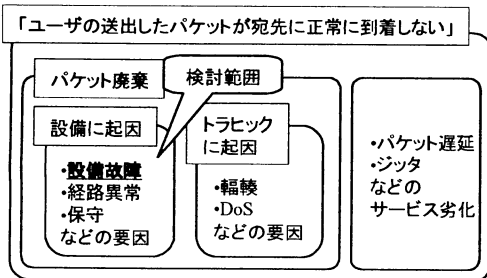 「ユーザの送出したパケットが宛先に正常に到着しない」
パケット廃棄
検討範囲
設備に起因
・設備故障
・経路異常
・保守
などの要因
トラヒック
に起因
・輻輳
・DoS
などの要因
・パケット遅延
・ジッタ
などの
サービス劣化